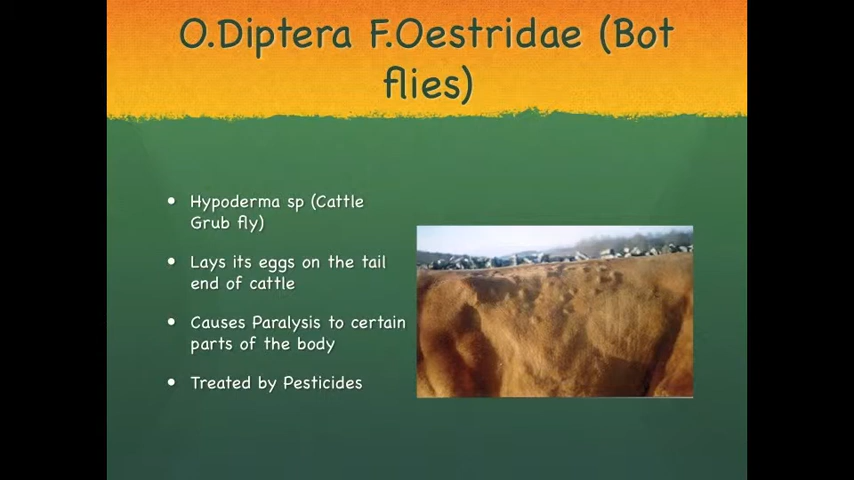 O.Diptera F.Oestridae (Bot
flies)
• Hypoderma sp (Cattle
Grub fly)
• Lays its eggs on the tail
end of cattle
• Causes Paralysis to certain
parts of the body
• Treated by Pesticides